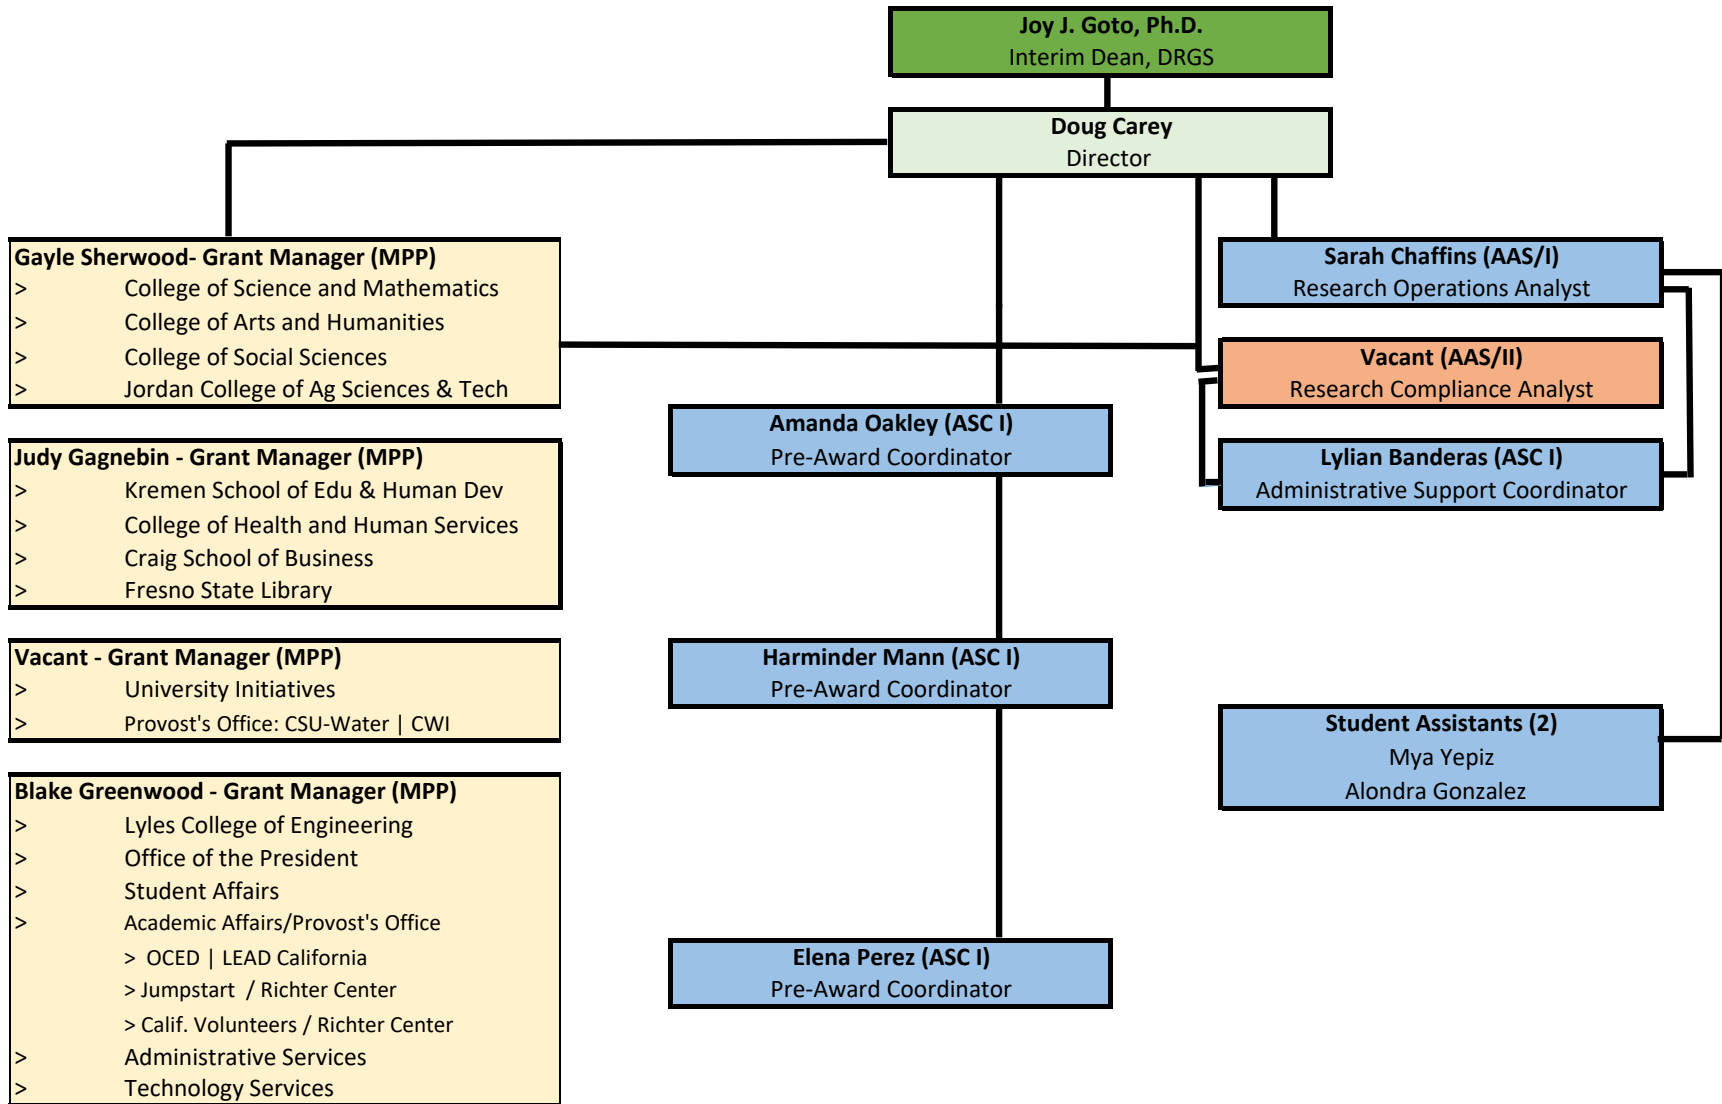 Joy J. Goto, Ph.D.
Interim Dean, DRGS
Doug Carey
Director
Gayle Sherwood- Grant Manager (MPP)
> College of Science and Mathematics
> College of Arts and Humanities
> College of Social Sciences
> Jordan College of Ag Sciences & Tech
Judy Gagnebin - Grant Manager (MPP)
> Kremen School of Edu & Human Dev
> College of Health and Human Services
> Craig School of Business
> Fresno State Library
Vacant - Grant Manager (MPP)
> University Initiatives
> Provost's Office: CSU-Water | CWI
Blake Greenwood - Grant Manager (MPP)
> Lyles College of Engineering
> Office of the President
> Student Affairs
> Academic Affairs/Provost's Office
> OCED | LEAD California
> Jumpstart / Richter Center
> Calif. Volunteers / Richter Center
> Administrative Services
> Technology Services
Amanda Oakley (ASC I)
Pre-Award Coordinator
Harminder Mann (ASC I)
Pre-Award Coordinator
Elena Perez (ASC I)
Pre-Award Coordinator
Sarah Chaffins (AAS/I)
Research Operations Analyst
Vacant (AAS/II)
Research Compliance Analyst
Lylian Banderas (ASC I)
Administrative Support Coordinator
Student Assistants (2)
Mya Yepiz
Alondra Gonzalez